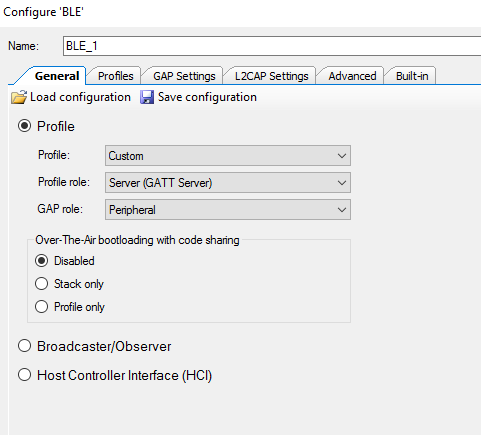 Configure 'BLE'
Name: BLE_1
General Profiles GAP Settings L2CAP Settings Advanced Built-in
Load configuration Save configuration
Profile
Profile: Custom
Profile role: Server (GATT Server)
GAP role: Peripheral
Over-The-Air bootloading with code sharing
Disabled
Stack only
Profile only
Broadcaster/Observer
Host Controller Interface (HCI)